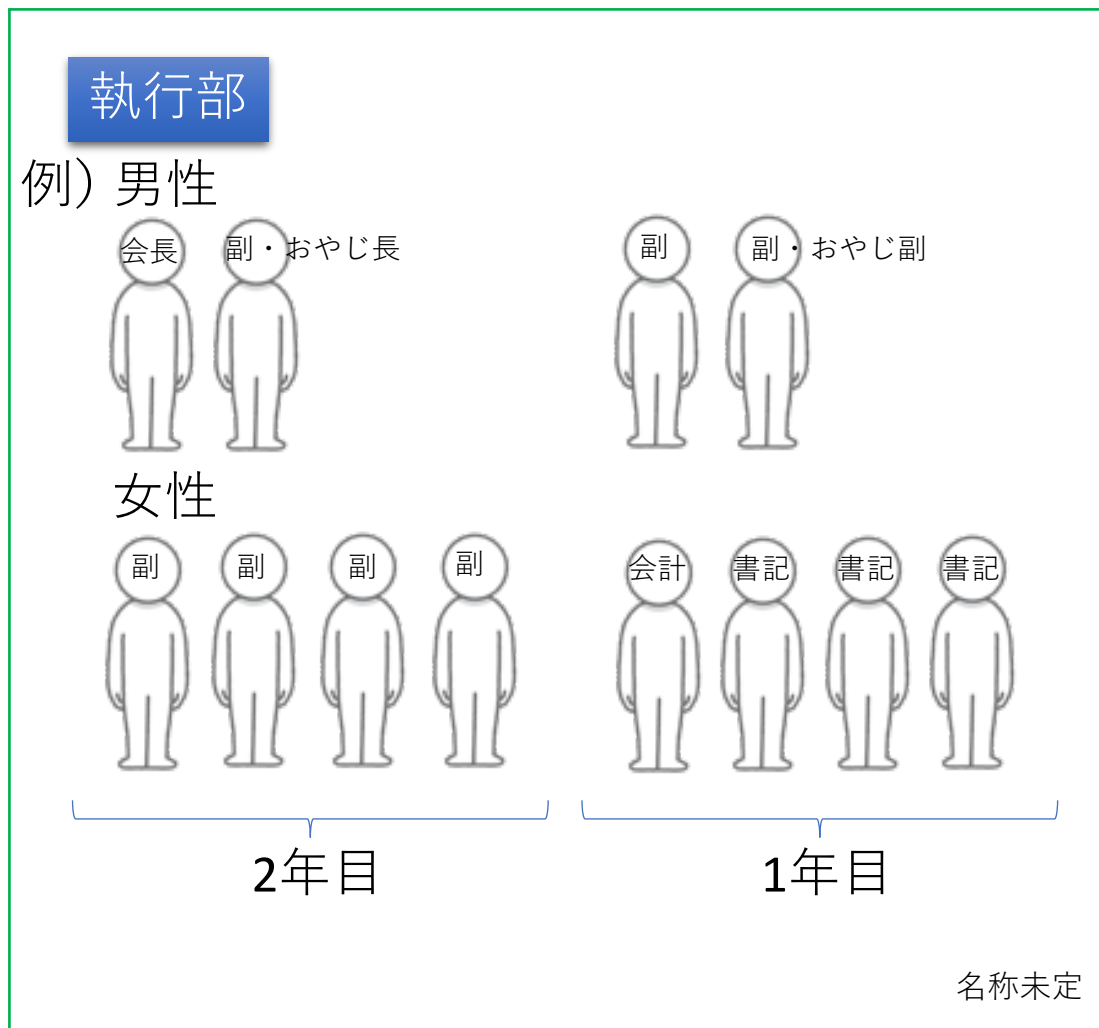 執行部
例）男性
会長 副・おやじ長 副 副・おやじ副
女性
副 副 副 副 会計 書記 書記 書記
2年目 1年目
名称未定